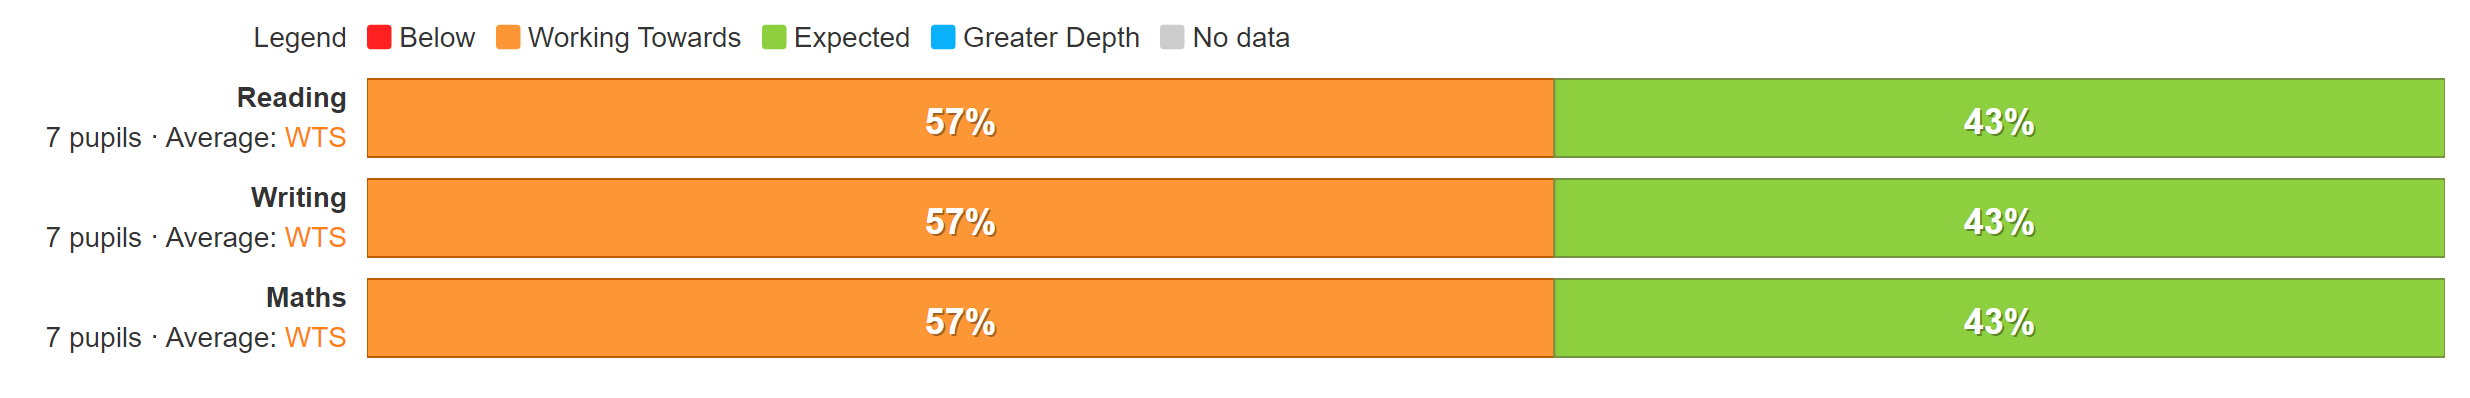 Legend Below Working Towards Expected Greater Depth No data
Reading
57% 43%
7 pupils · Average: WTS
Writing
57% 43%
7 pupils · Average: WTS
Maths
57% 43%
7 pupils · Average: WTS